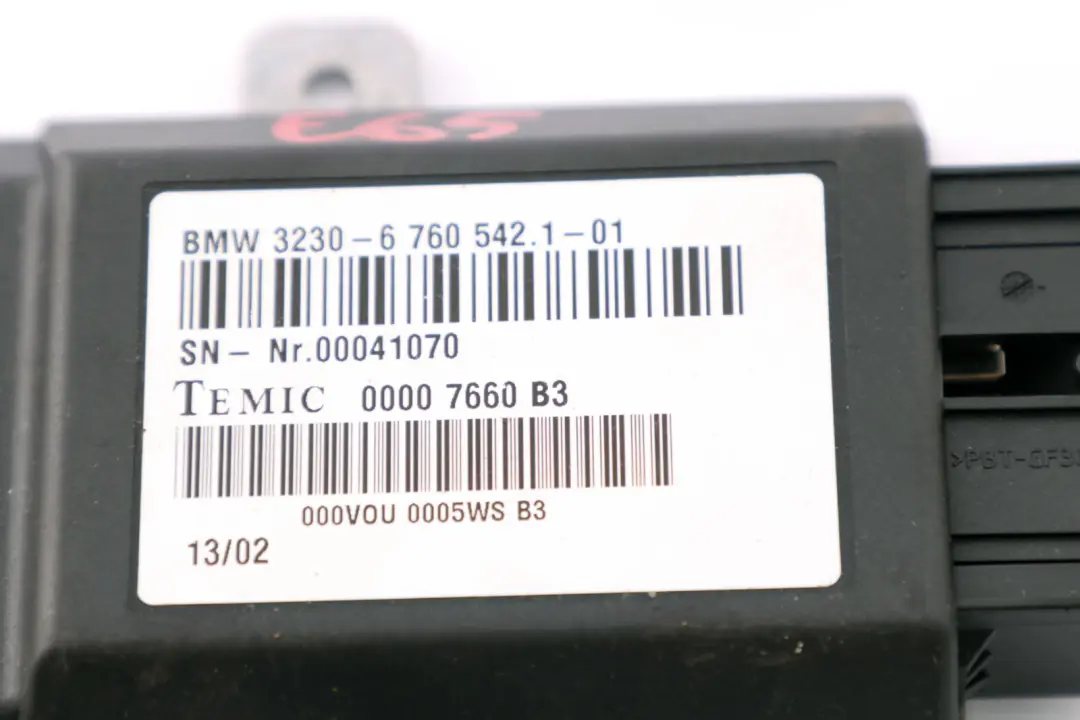 E65
BMW 3230-6 760 542.1-01
SN- Nr.00041070
TEMIC 0000 7660 B3
000VOU 0005WS B3
13/02